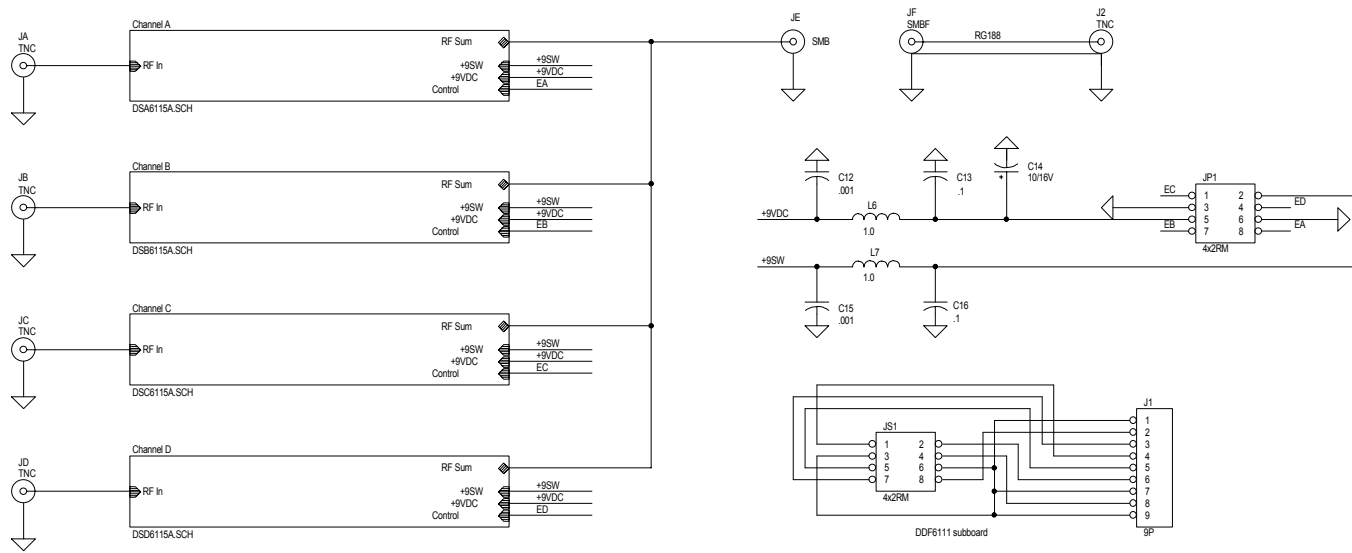 Channel A
JA
TNC
RF In
RF Sum
+9SW
+9VDC
Control
+9SW
+9VDC
EA
DSA6115A.SCH
Channel B
JB
TNC
RF In
RF Sum
+9SW
+9VDC
Control
+9SW
+9VDC
EB
DSB6115A.SCH
Channel C
JC
TNC
RF In
RF Sum
+9SW
+9VDC
Control
+9SW
+9VDC
EC
DSC6115A.SCH
Channel D
JD
TNC
RF In
RF Sum
+9SW
+9VDC
Control
+9SW
+9VDC
ED
DSD6115A.SCH
JE
SMB
JF
SMBF
RG188
J2
TNC
C12
.001
C13
.1
C14
10/16V
+
+9VDC
L6
1.0
+9SW
L7
1.0
C15
.001
C16
.1
JP1
EC
1
2
3
4
ED
5
6
EB
7
8
EA
4x2RM
JS1
1
2
3
4
5
6
7
8
4x2RM
J1
1
2
3
4
5
6
7
8
9
9P
DDF6111 subboard